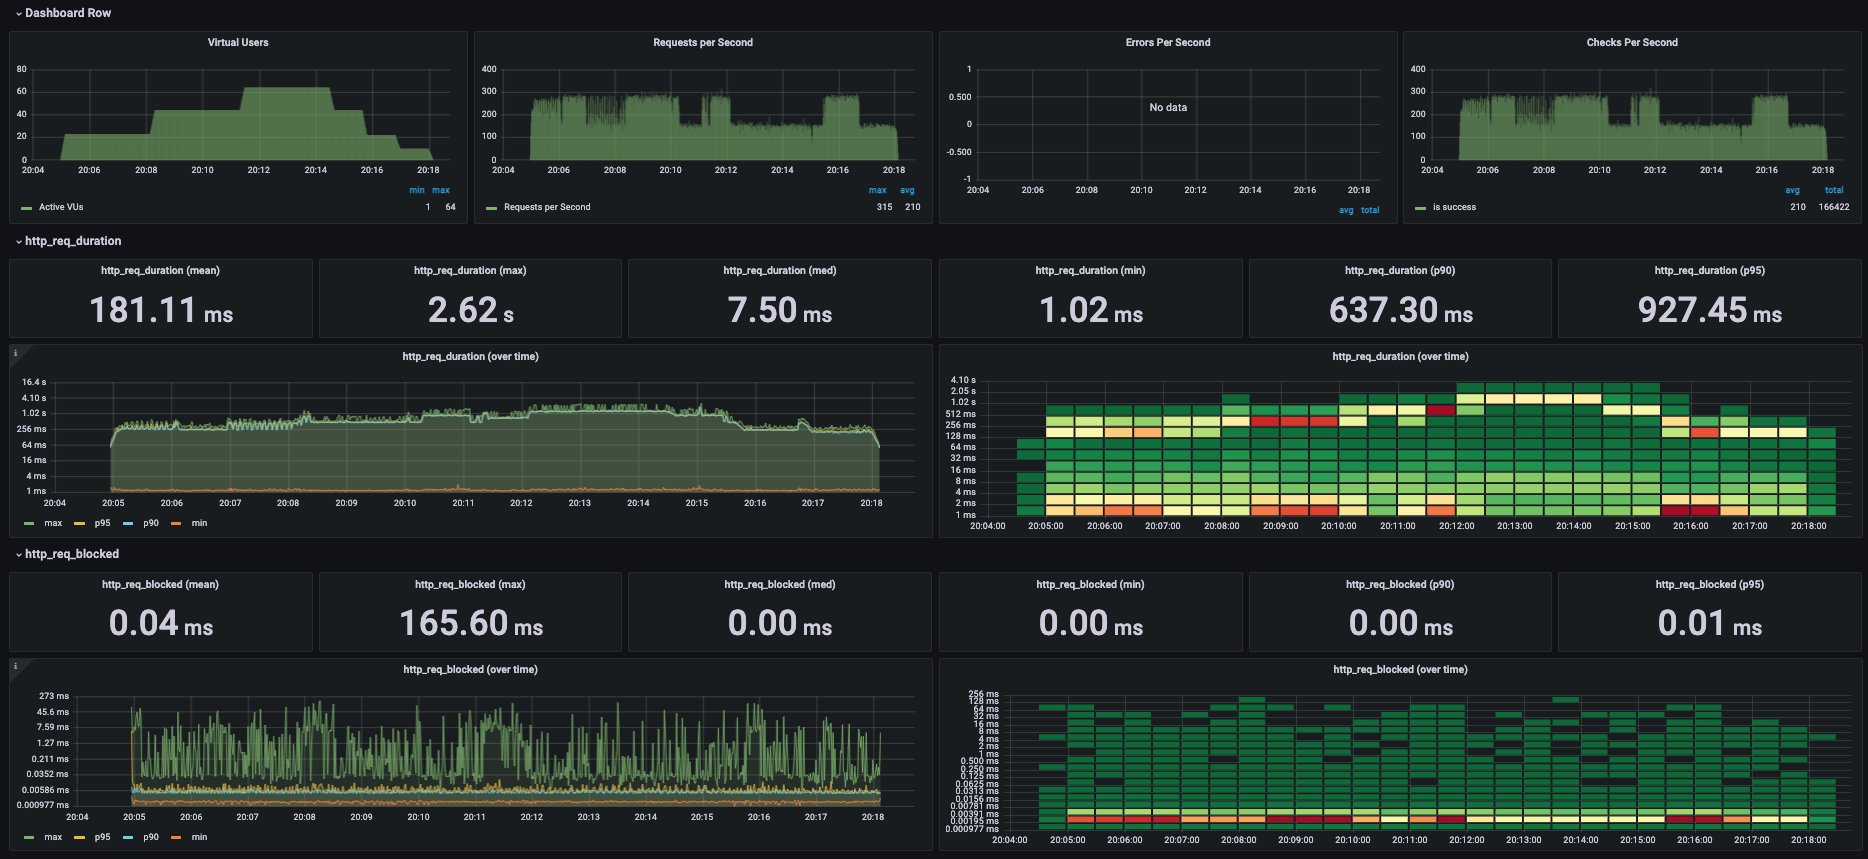 Dashboard Row
Virtual Users
80
60
40
20
0
20:04 20:06 20:08 20:10 20:12 20:14 20:16 20:18
min max
Active VUs 1 64
Requests per Second
400
300
200
100
0
20:04 20:06 20:08 20:10 20:12 20:14 20:16 20:18
max avg
Requests per Second 315 210
Errors Per Second
1
0.500
0
-0.500
-1
No data
20:04 20:06 20:08 20:10 20:12 20:14 20:16 20:18
avg total
Checks Per Second
400
300
200
100
0
20:04 20:06 20:08 20:10 20:12 20:14 20:16 20:18
avg total
is success 210 166422
http_req_duration
http_req_duration (mean)
181.11 ms
http_req_duration (max)
2.62 s
http_req_duration (med)
7.50 ms
http_req_duration (min)
1.02 ms
http_req_duration (p90)
637.30 ms
http_req_duration (p95)
927.45 ms
i
http_req_duration (over time)
16.4 s
4.10 s
1.02 s
256 ms
64 ms
16 ms
4 ms
1 ms
20:04 20:05 20:06 20:07 20:08 20:09 20:10 20:11 20:12 20:13 20:14 20:15 20:16 20:17 20:18
max p95 p90 min
http_req_duration (over time)
4.10 s
2.05 s
1.02 s
512 ms
256 ms
128 ms
64 ms
32 ms
16 ms
8 ms
4 ms
2 ms
1 ms
20:04:00 20:05:00 20:06:00 20:07:00 20:08:00 20:09:00 20:10:00 20:11:00 20:12:00 20:13:00 20:14:00 20:15:00 20:16:00 20:17:00 20:18:00
http_req_blocked
http_req_blocked (mean)
0.04 ms
http_req_blocked (max)
165.60 ms
http_req_blocked (med)
0.00 ms
http_req_blocked (min)
0.00 ms
http_req_blocked (p90)
0.00 ms
http_req_blocked (p95)
0.01 ms
i
http_req_blocked (over time)
273 ms
45.6 ms
7.59 ms
1.27 ms
0.211 ms
0.0352 ms
0.00586 ms
0.000977 ms
20:04 20:05 20:06 20:07 20:08 20:09 20:10 20:11 20:12 20:13 20:14 20:15 20:16 20:17 20:18
max p95 p90 min
http_req_blocked (over time)
256 ms
128 ms
64 ms
32 ms
16 ms
8 ms
4 ms
2 ms
1 ms
0.500 ms
0.250 ms
0.125 ms
0.0625 ms
0.0313 ms
0.0156 ms
0.00781 ms
0.00391 ms
0.00195 ms
0.000977 ms
20:04:00 20:05:00 20:06:00 20:07:00 20:08:00 20:09:00 20:10:00 20:11:00 20:12:00 20:13:00 20:14:00 20:15:00 20:16:00 20:17:00 20:18:00